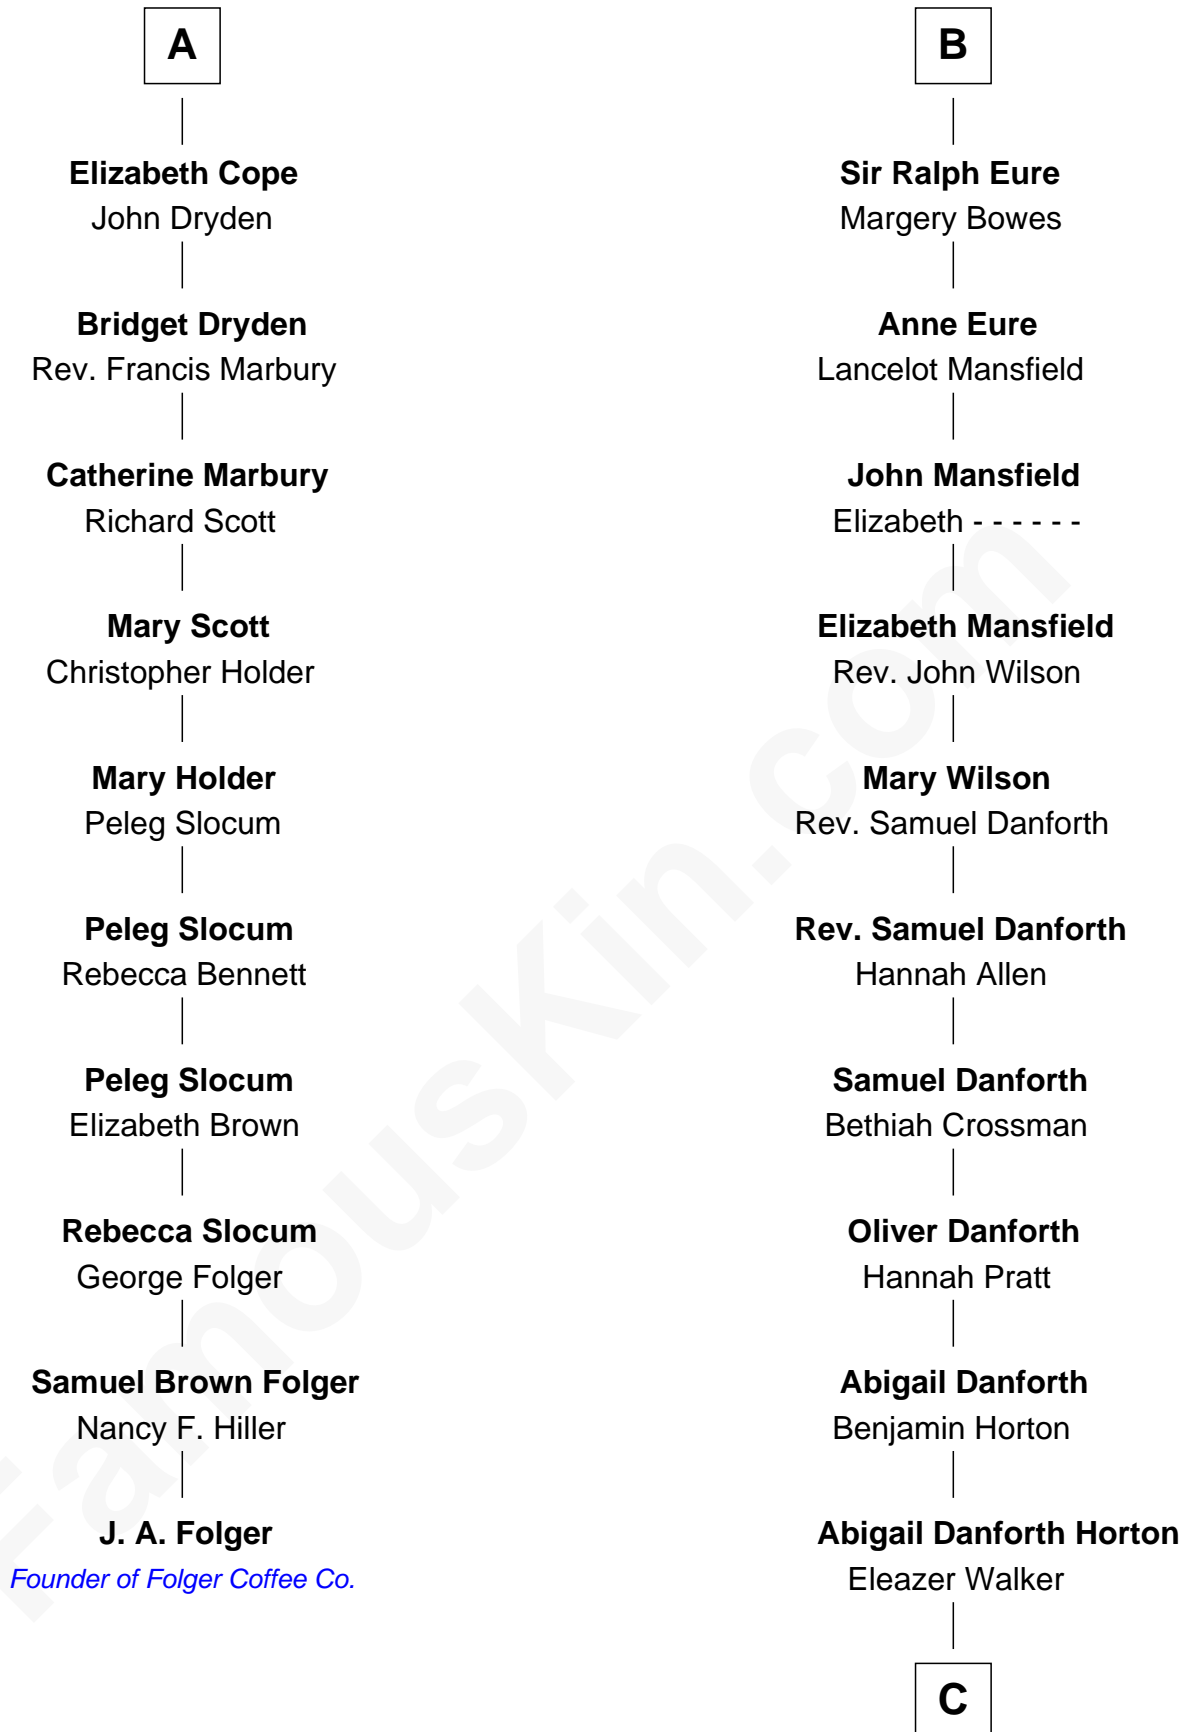 A
Elizabeth Cope
John Dryden
Bridget Dryden
Rev. Francis Marbury
Catherine Marbury
Richard Scott
Mary Scott
Christopher Holder
Mary Holder
Peleg Slocum
Peleg Slocum
Rebecca Bennett
Peleg Slocum
Elizabeth Brown
Rebecca Slocum
George Folger
Samuel Brown Folger
Nancy F. Hiller
J. A. Folger
Founder of Folger Coffee Co.
B
Sir Ralph Eure
Margery Bowes
Anne Eure
Lancelot Mansfield
John Mansfield
Elizabeth - - - - - -
Elizabeth Mansfield
Rev. John Wilson
Mary Wilson
Rev. Samuel Danforth
Rev. Samuel Danforth
Hannah Allen
Samuel Danforth
Bethiah Crossman
Oliver Danforth
Hannah Pratt
Abigail Danforth
Benjamin Horton
Abigail Danforth Horton
Eleazer Walker
C
FamousKin.com